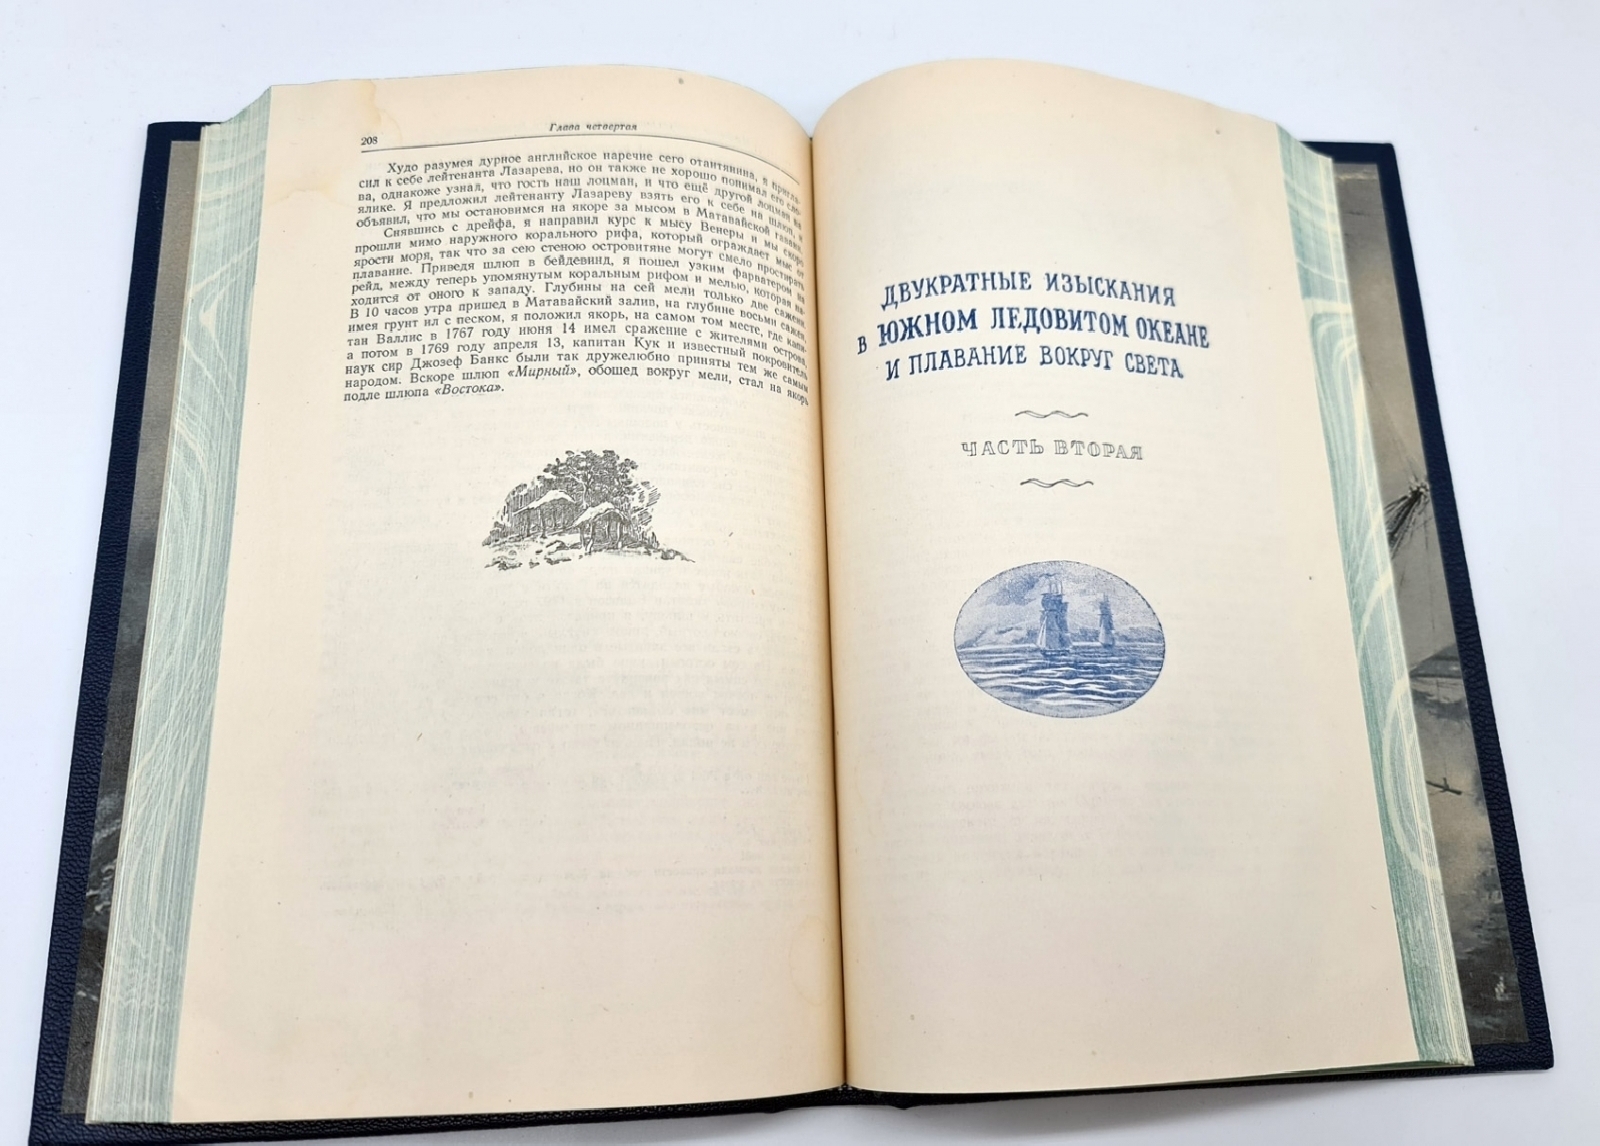 208
Глава четвертая
Худо разумея дурное английское наречие сего отаитянина, я пригла-
сил к себе лейтенанта Лазарева, но он также не хорошо понимал его сло-
ва, однакоже узнал, что гость наш лоцман, и что ещё другой лоцман на
ялике. Я предложил лейтенанту Лазареву взять его к себе на шлюп, и
объявил, что мы остановимся на якоре за мысом в Матавайской гавани.
Снявшись с дрейфа, я направил курс к мысу Венеры и мы скоро
прошли мимо наружного корального рифа, который ограждает мыс от
ярости моря, так что за сею стеною островитяне могут смело простирать
плавание. Приведя шлюп в бейдевинд, я пошел узким фарватером на
рейд, между теперь упомянутым коральным рифом и мелью, которая на-
ходится от оного к западу. Глубины на сей мели только две сажени.
В 10 часов утра пришед в Матавайский залив, на глубине восьми сажен,
имея грунт ил с песком, я положил якорь, на самом том месте, где капи-
тан Валлис в 1767 году июня 14 имел сражение с жителями острова,
а потом в 1769 году апреля 13, капитан Кук и известный покровитель
наук сир Джозеф Банкс были так дружелюбно приняты тем же самым
народом. Вскоре шлюп «Мирный», обошед вокруг мели, стал на якорь
подле шлюпа «Востока».
ДВУКРАТНЫЕ ИЗЫСКАНИЯ
В ЮЖНОМ ЛЕДОВИТОМ ОКЕАНЕ
И ПЛАВАНИЕ ВОКРУГ СВЕТА
ЧАСТЬ ВТОРАЯ